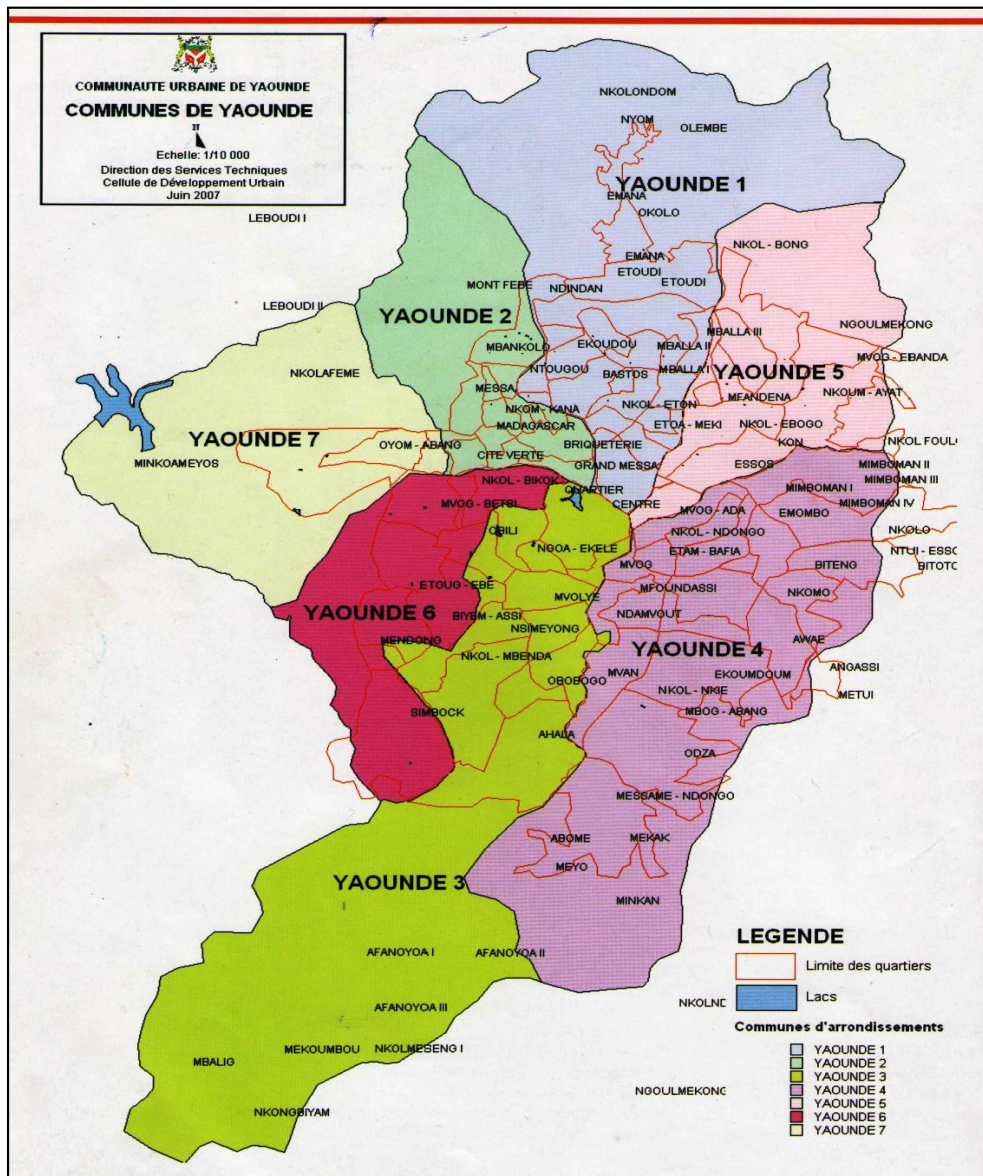 COMMUNAUTE URBAINE DE YAOUNDE
COMMUNES DE YAOUNDE
N
Echelle: 1/10 000
Direction des Services Techniques
Cellule de Développement Urbain
Juin 2007
LEBOUDI I
NKOLONDOM
NYOM
OLEMBE
YAOUNDE 1
EMANA
OKOLO
NKOL - BONG
EMANA
ETOUDI
ETOUDI
MONT FEBE
NDINDAN
LEBOUDI II
YAOUNDE 2
NGOULMEKONG
MBALLA III
MBANKOLO
EKOUDOU
MBALLA II
MVOG - EBANDA
NTOUGOU
BASTOS
MBALLA I
YAOUNDE 5
NKOLAFEME
MESSA
MFANDENA
NKOUM - AYAT
NKOM - KANA
NKOL - ETON
MADAGASCAR
ETOA - MEKI
NKOL - EBOGO
YAOUNDE 7
OYOM - ABANG
BRIQUETERIE
KON
NKOL FOULO
CITE VERTE
MINKOAMEYOS
GRAND MESSA
ESSOS
MIMBOMAN II
NKOL - BIKOK
MIMBOMAN III
QUARTIER
MIMBOMAN I
MVOG - BETBI
CENTRE
MVOG - ADA
EMOMBO
MIMBOMAN IV
OBILI
NKOL - NDONGO
NKOLO
NGOA - EKELE
ETAM - BAFIA
NTUI - ESSO
MVOG
BITENG
BITOTO
ETOUG - EBE
MFOUNDASSI
NKOMO
MVOLYE
YAOUNDE 6
BIYEM - ASSI
NDAMVOUT
NSIMEYONG
MENDONG
AWAE
NKOL - MBENDA
YAOUNDE 4
ANGASSI
MVAN
EKOUMDOUM
OBOBOGO
NKOL - NKIE
METUI
SIMBOCK
MBOG - ABANG
AHALA
ODZA
MESSAME - NDONGO
ABOME
MEKAK
MEYO
YAOUNDE 3
MINKAN
AFANOYOA I
AFANOYOA II
AFANOYOA III
NKOLNE
MEKOUMBOU
NKOLMESENG I
MBALIG
NGOULMEKONG
NKONGBIYAM
LEGENDE
Limite des quartiers
Lacs
Communes d'arrondissements
YAOUNDE 1
YAOUNDE 2
YAOUNDE 3
YAOUNDE 4
YAOUNDE 5
YAOUNDE 6
YAOUNDE 7